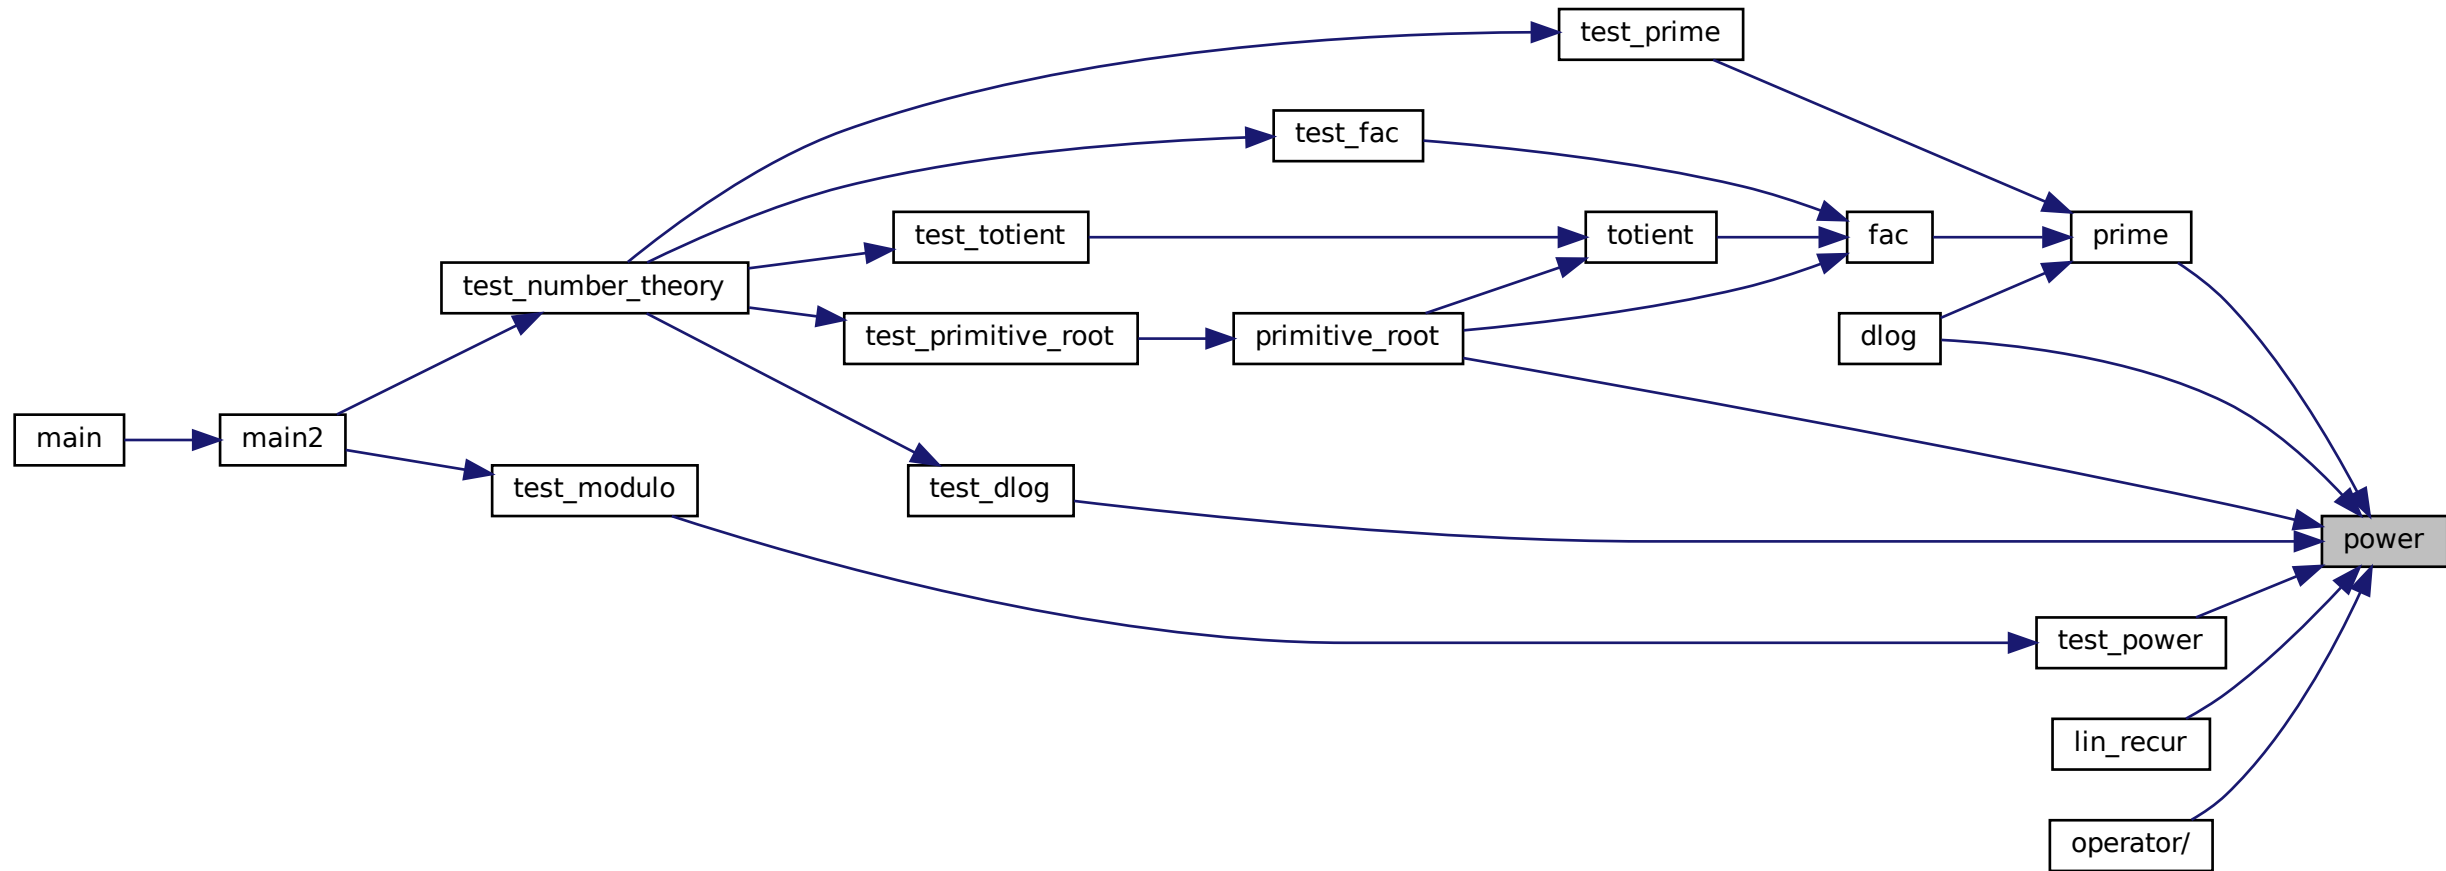 test_prime
test_fac
test_totient
totient
fac
prime
test_number_theory
test_primitive_root
primitive_root
dlog
main
main2
test_modulo
test_dlog
power
test_power
lin_recur
operator/